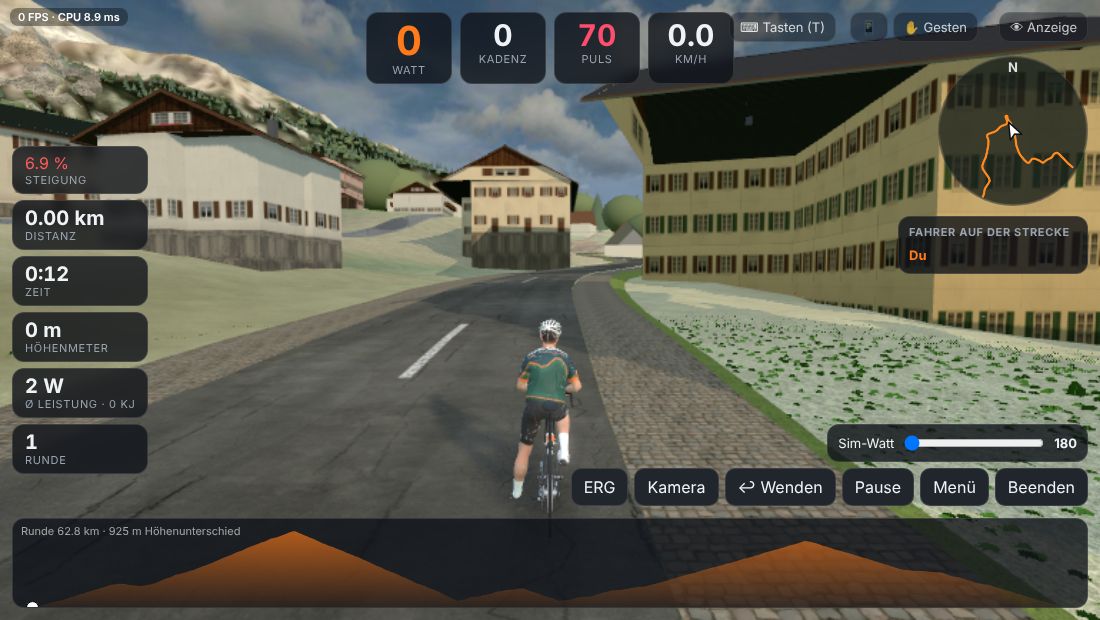 0 FPS · CPU 8.9 ms
0
WATT
0
KADENZ
70
PULS
0.0
KM/H
⌨ Tasten (T)
📱
✋ Gesten
👁 Anzeige
N
6.9 %
STEIGUNG
0.00 km
DISTANZ
0:12
ZEIT
0 m
HÖHENMETER
2 W
Ø LEISTUNG · 0 KJ
1
RUNDE
FAHRER AUF DER STRECKE
Du
Sim-Watt 180
ERG
Kamera
↩ Wenden
Pause
Menü
Beenden
Runde 62.8 km · 925 m Höhenunterschied